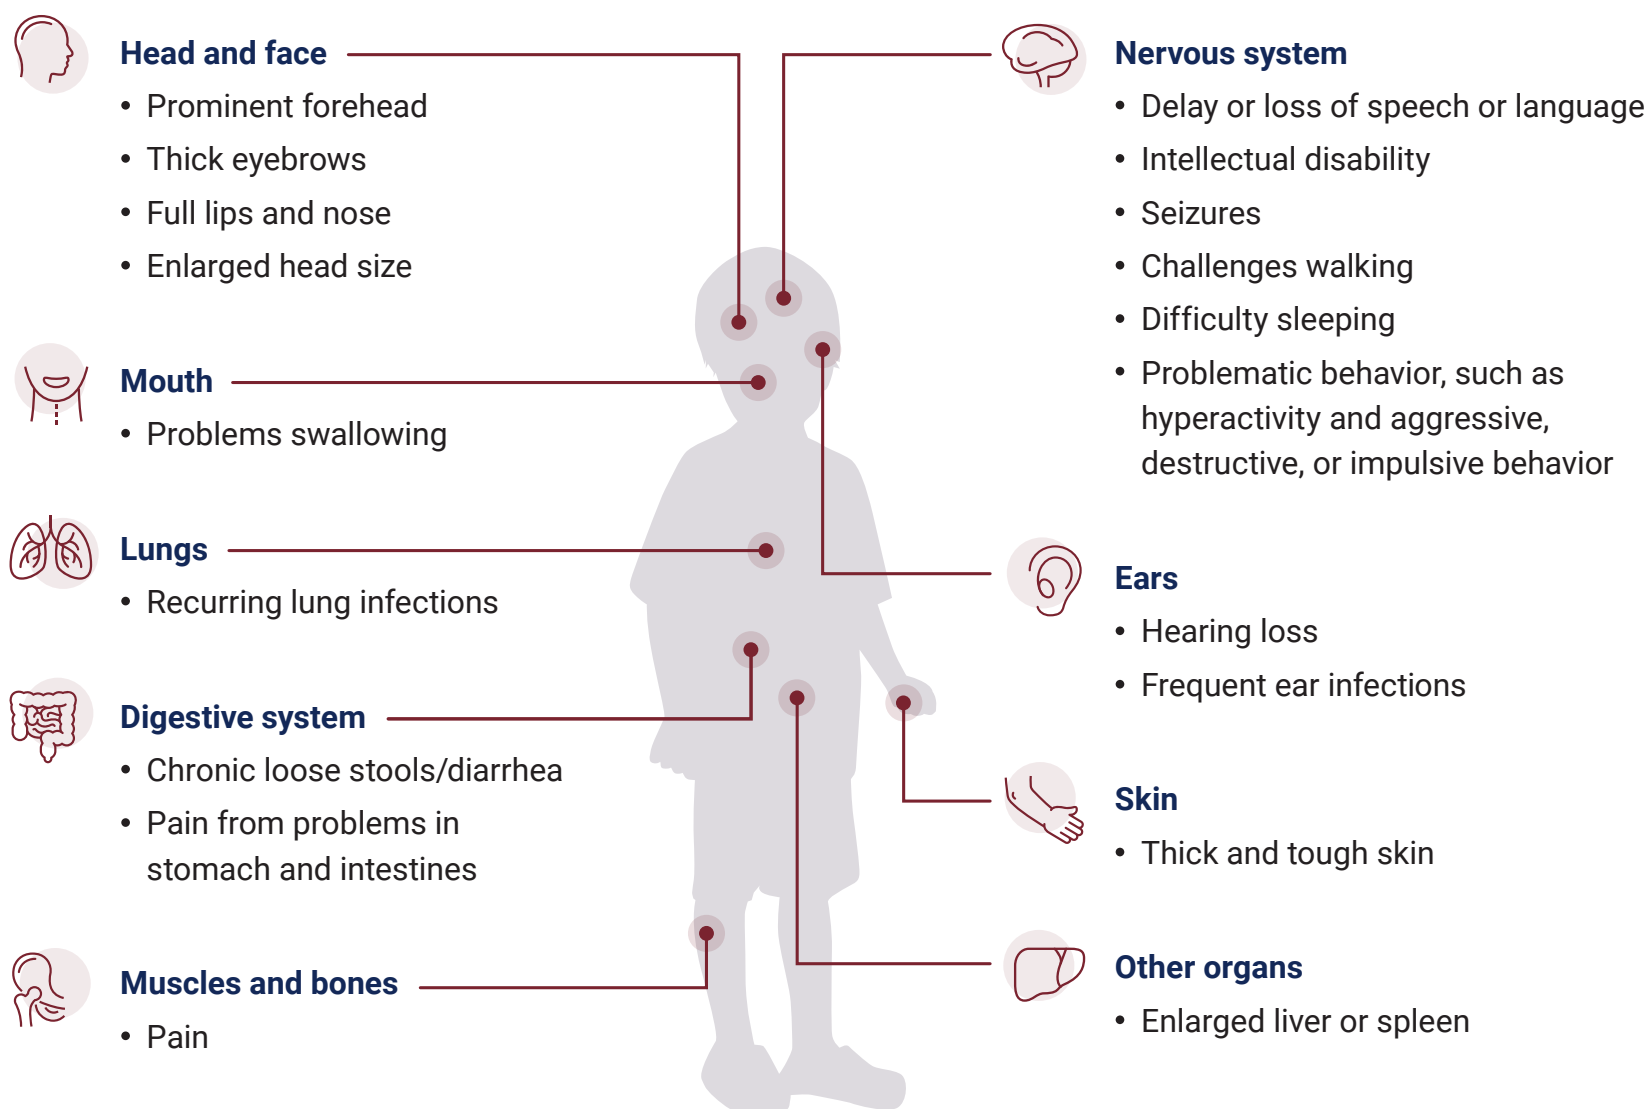 Head and face
• Prominent forehead
• Thick eyebrows
• Full lips and nose
• Enlarged head size
Mouth
• Problems swallowing
Lungs
• Recurring lung infections
Digestive system
• Chronic loose stools/diarrhea
• Pain from problems in
stomach and intestines
Muscles and bones
• Pain
Nervous system
• Delay or loss of speech or language
• Intellectual disability
• Seizures
• Challenges walking
• Difficulty sleeping
• Problematic behavior, such as
hyperactivity and aggressive,
destructive, or impulsive behavior
Ears
• Hearing loss
• Frequent ear infections
Skin
• Thick and tough skin
Other organs
• Enlarged liver or spleen